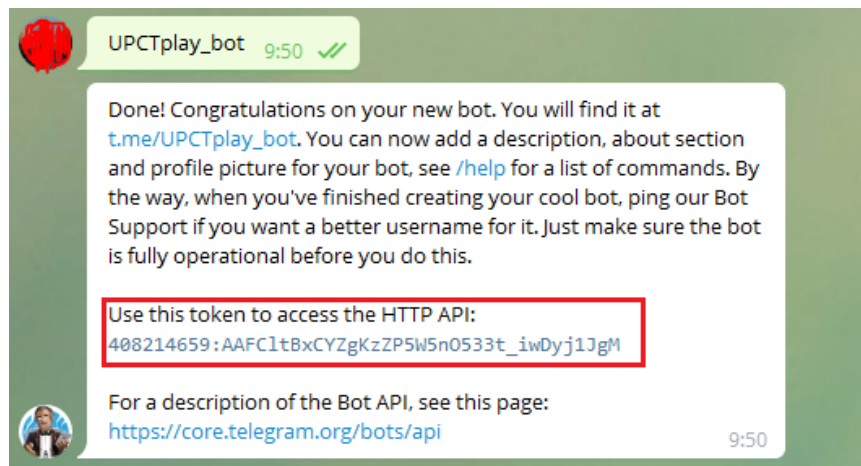 UPCTplay_bot 9:50
Done! Congratulations on your new bot. You will find it at
t.me/UPCTplay_bot. You can now add a description, about section
and profile picture for your bot, see /help for a list of commands. By
the way, when you've finished creating your cool bot, ping our Bot
Support if you want a better username for it. Just make sure the bot
is fully operational before you do this.
Use this token to access the HTTP API:
408214659:AAFCltBxCYZgKzZP5W5nO533t_iwDyj1JgM
For a description of the Bot API, see this page:
https://core.telegram.org/bots/api 9:50